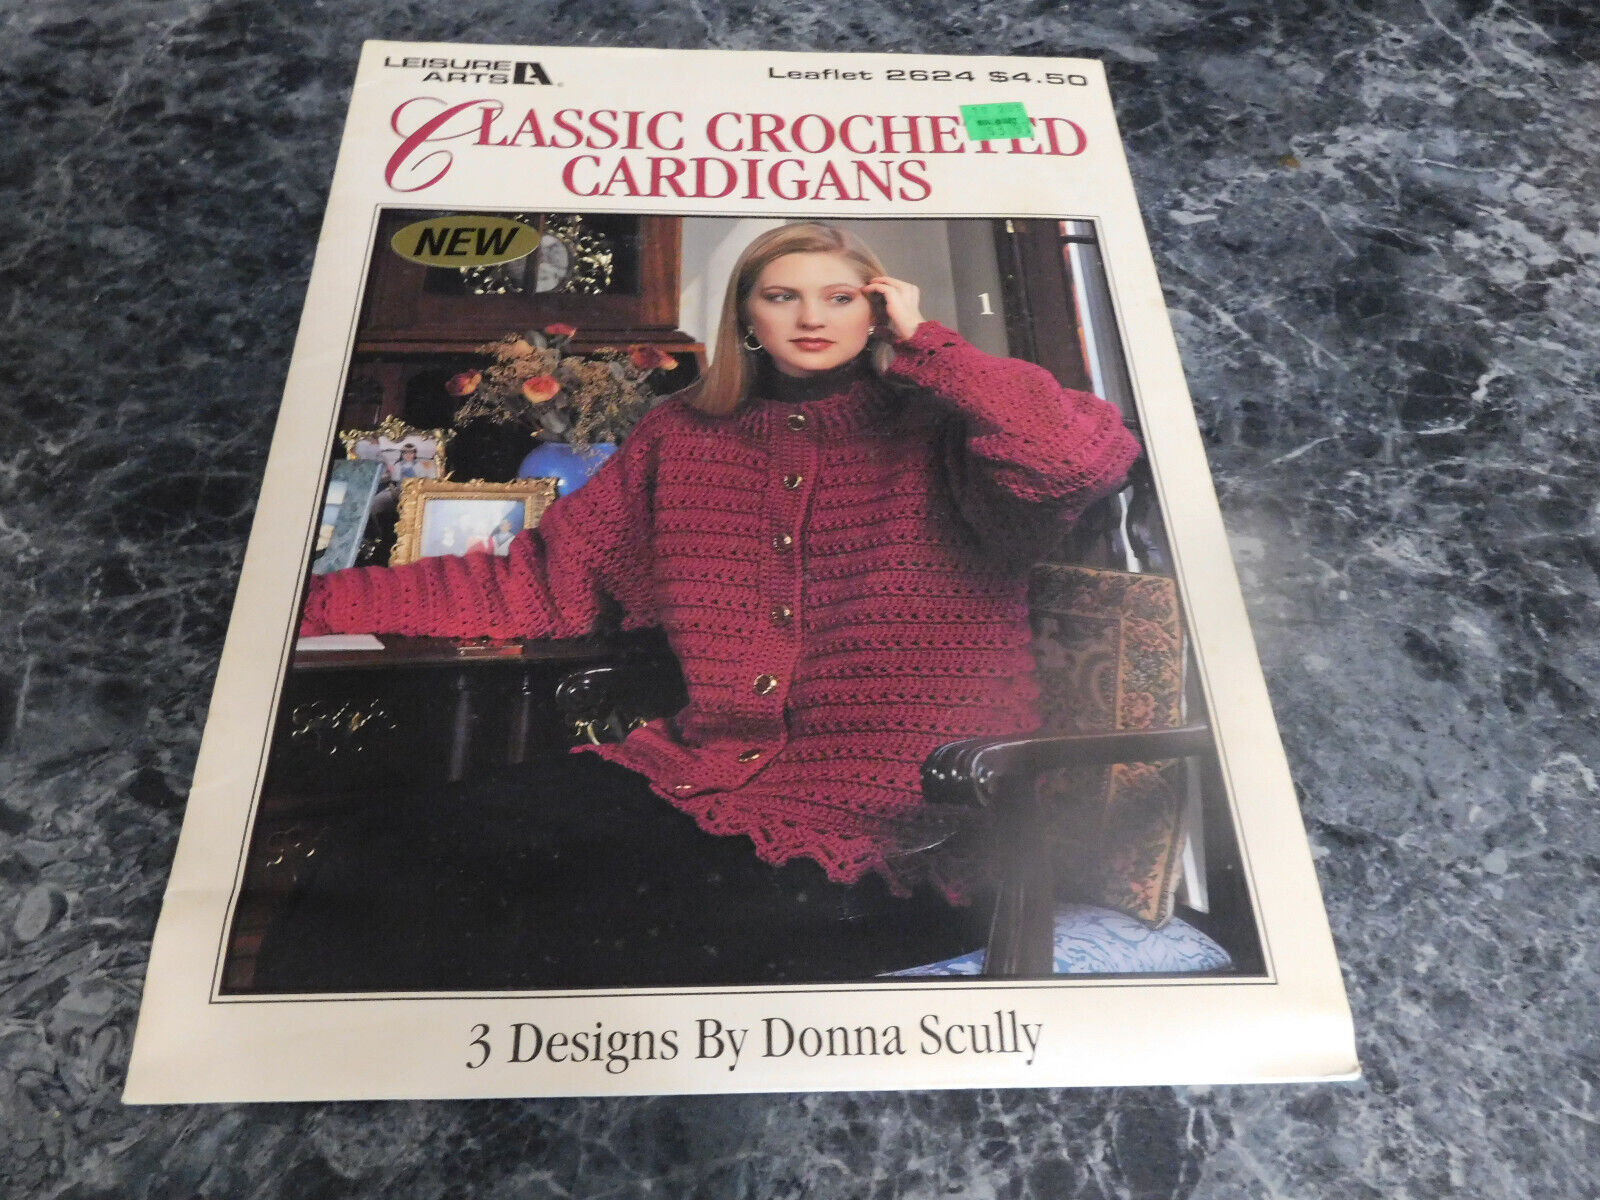 LEISURE
ARTS
Leaflet 2624 $4.50
CLASSIC CROCHETED
CARDIGANS
NEW
1
3 Designs By Donna Scully